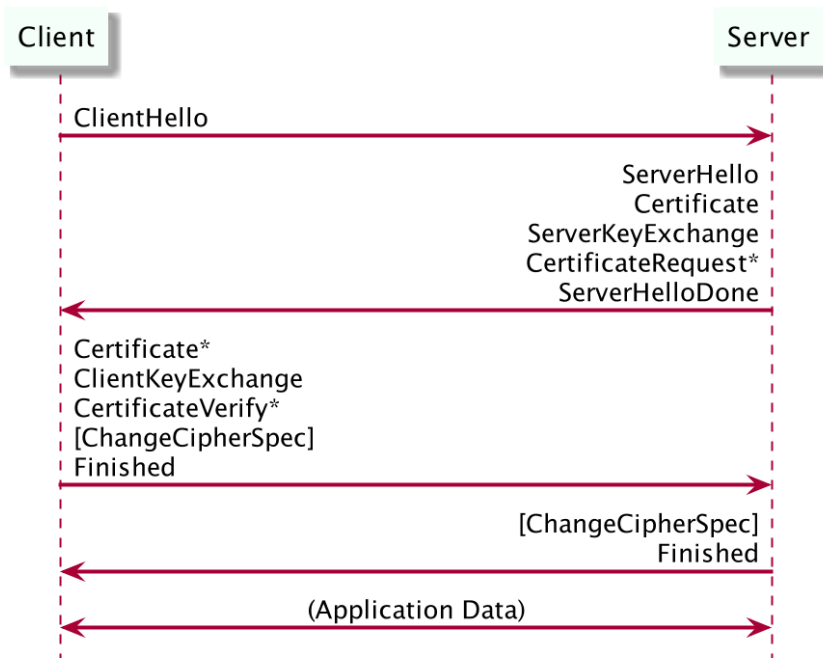 Client
Server
ClientHello
ServerHello
Certificate
ServerKeyExchange
CertificateRequest*
ServerHelloDone
Certificate*
ClientKeyExchange
CertificateVerify*
[ChangeCipherSpec]
Finished
[ChangeCipherSpec]
Finished
(Application Data)